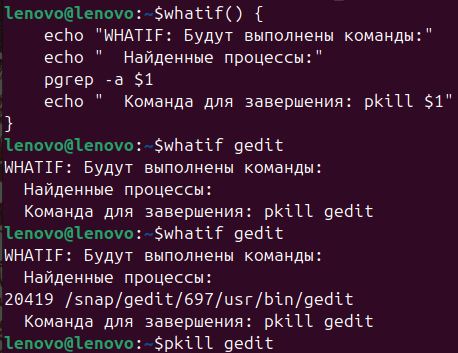 lenovo@lenovo:~$whatif() {
    echo "WHATIF: Будут выполнены команды:"
    echo "  Найденные процессы:"
    pgrep -a $1
    echo "  Команда для завершения: pkill $1"
}
lenovo@lenovo:~$whatif gedit
WHATIF: Будут выполнены команды:
  Найденные процессы:
  Команда для завершения: pkill gedit
lenovo@lenovo:~$whatif gedit
WHATIF: Будут выполнены команды:
  Найденные процессы:
20419 /snap/gedit/697/usr/bin/gedit
  Команда для завершения: pkill gedit
lenovo@lenovo:~$pkill gedit